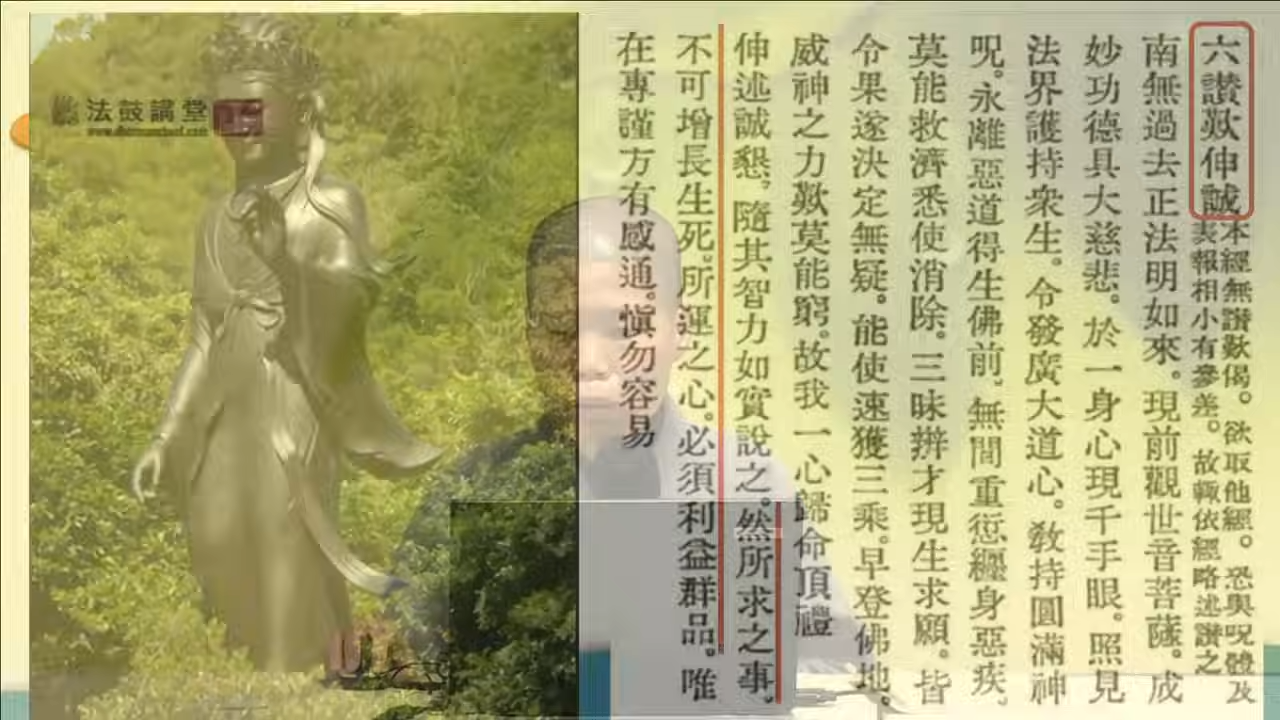 六讚歎伸誠
本經無讚歎偈。欲取他經。恐與呪體及
表報相小有參差。故輒依經略述讚之
南無過去正法明如來。現前觀世音菩薩。成
妙功德具大慈悲。於一身心現千手眼。照見
法界護持衆生。令發廣大道心。教持圓滿神
呪。永離惡道得生佛前。無間重愆纏身惡疾。
莫能救濟悉使消除。三昧辨才現生求願。皆
令果遂決定無疑。能使速獲三乘。早登佛地。
威神之力歎莫能窮。故我一心歸命頂禮
伸述誠懇。隨其智力如實說之。然所求之事。
不可增長生死。所運之心。必須利益群品。唯
在專謹方有感通。愼勿容易
法鼓講堂